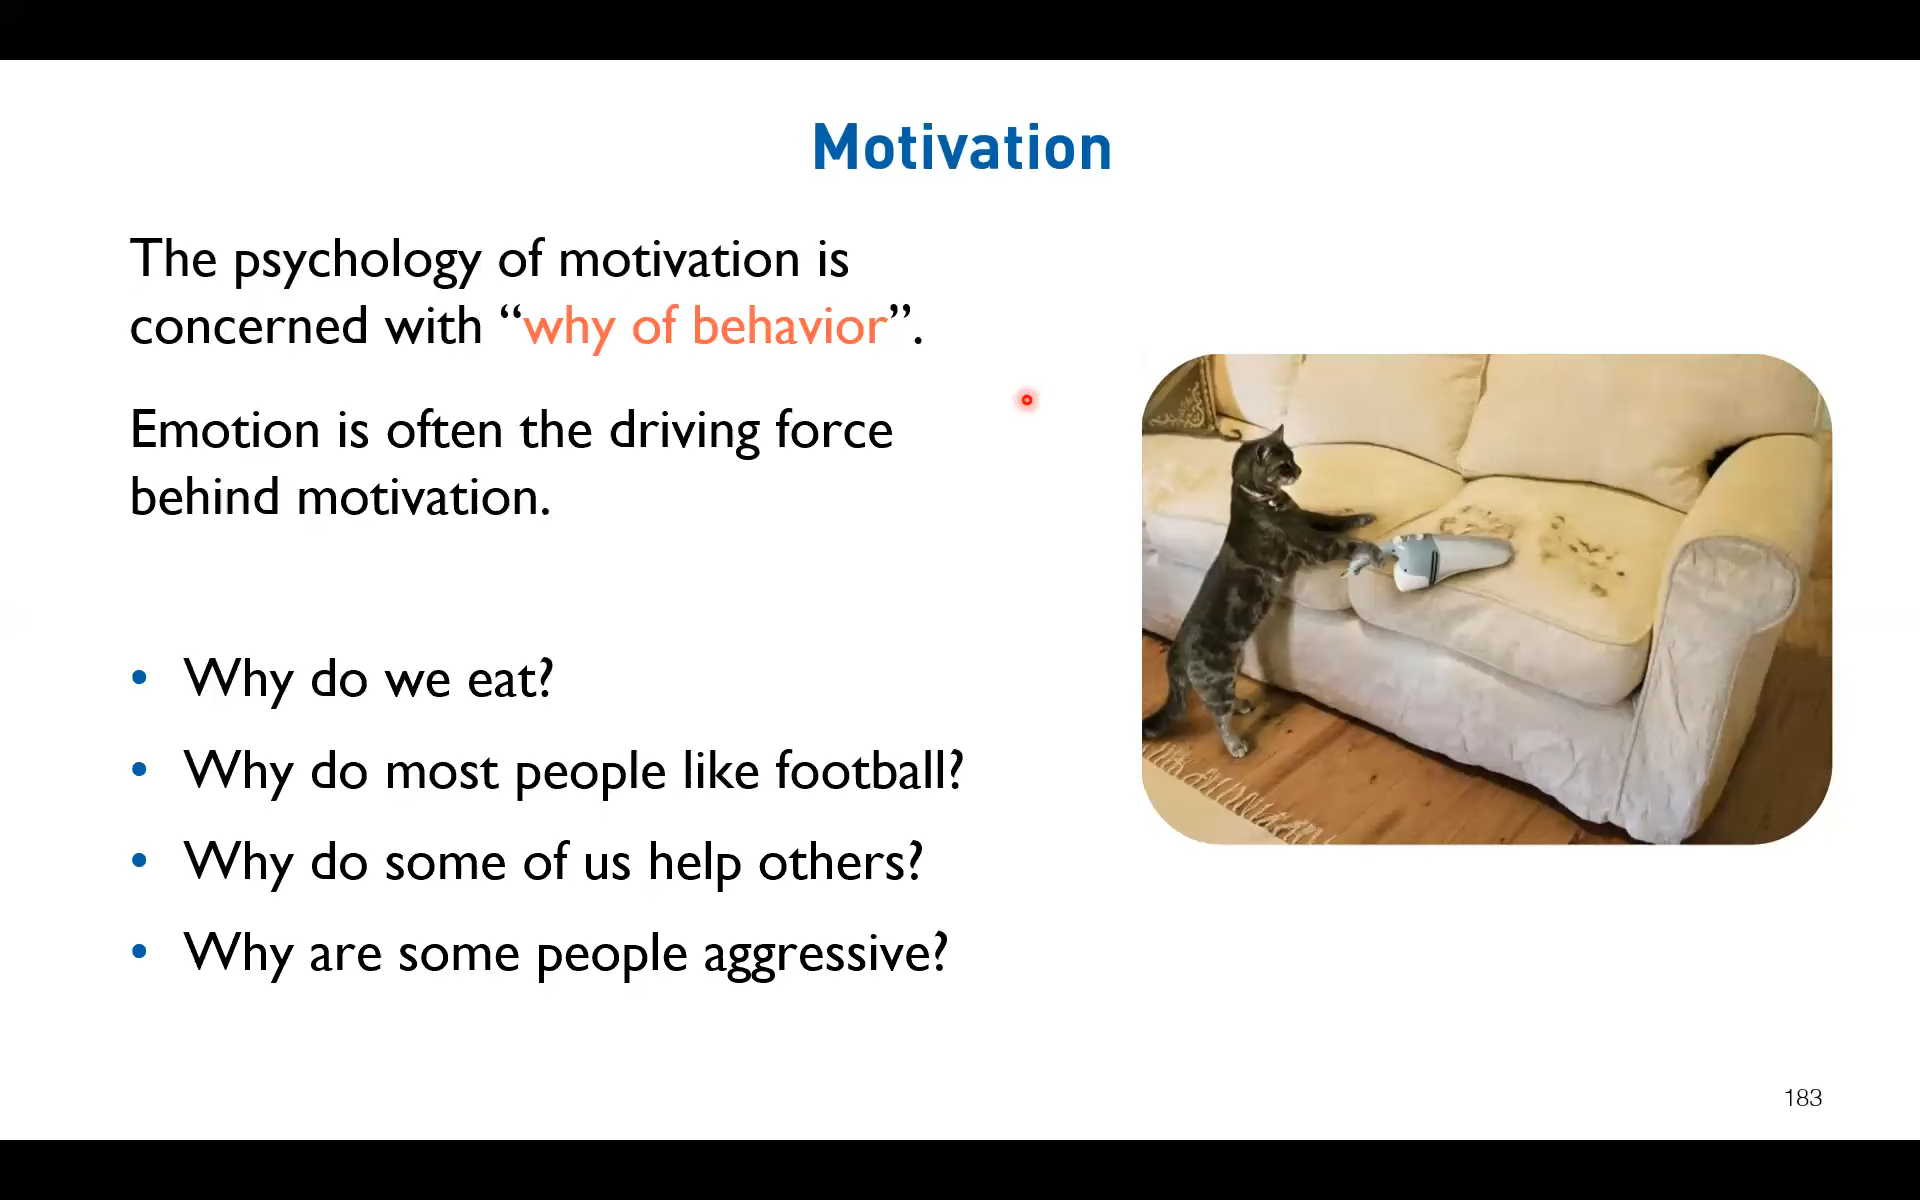 Motivation
The psychology of motivation is
concerned with “why of behavior”.
Emotion is often the driving force
behind motivation.
• Why do we eat?
• Why do most people like football?
• Why do some of us help others?
• Why are some people aggressive?
183